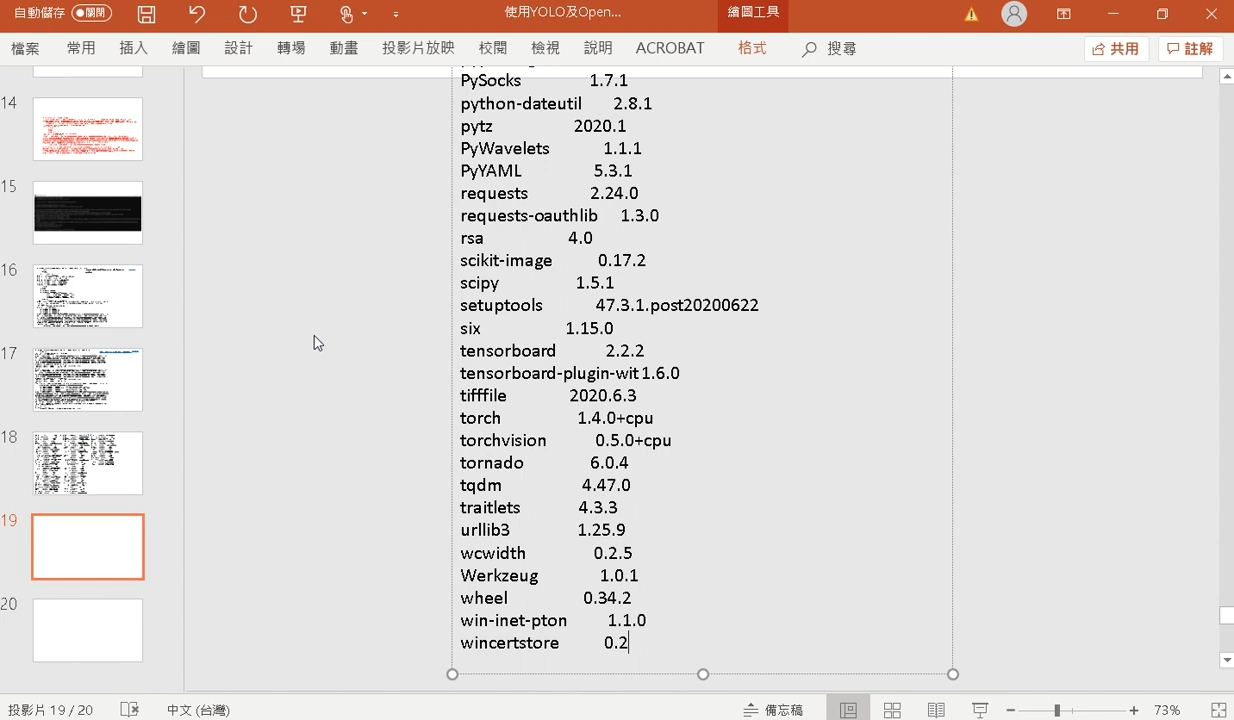 自動儲存 關閉 使用YOLO及Open... 繪圖工具
檔案 常用 插入 繪圖 設計 轉場 動畫 投影片放映 校閱 檢視 說明 ACROBAT 格式 搜尋 共用 註解
PySocks 1.7.1
python-dateutil 2.8.1
pytz 2020.1
PyWavelets 1.1.1
PyYAML 5.3.1
requests 2.24.0
requests-oauthlib 1.3.0
rsa 4.0
scikit-image 0.17.2
scipy 1.5.1
setuptools 47.3.1.post20200622
six 1.15.0
tensorboard 2.2.2
tensorboard-plugin-wit 1.6.0
tifffile 2020.6.3
torch 1.4.0+cpu
torchvision 0.5.0+cpu
tornado 6.0.4
tqdm 4.47.0
traitlets 4.3.3
urllib3 1.25.9
wcwidth 0.2.5
Werkzeug 1.0.1
wheel 0.34.2
win-inet-pton 1.1.0
wincertstore 0.2
14
15
16
17
18
19
20
投影片 19 / 20 中文 (台灣) 備忘稿 73%